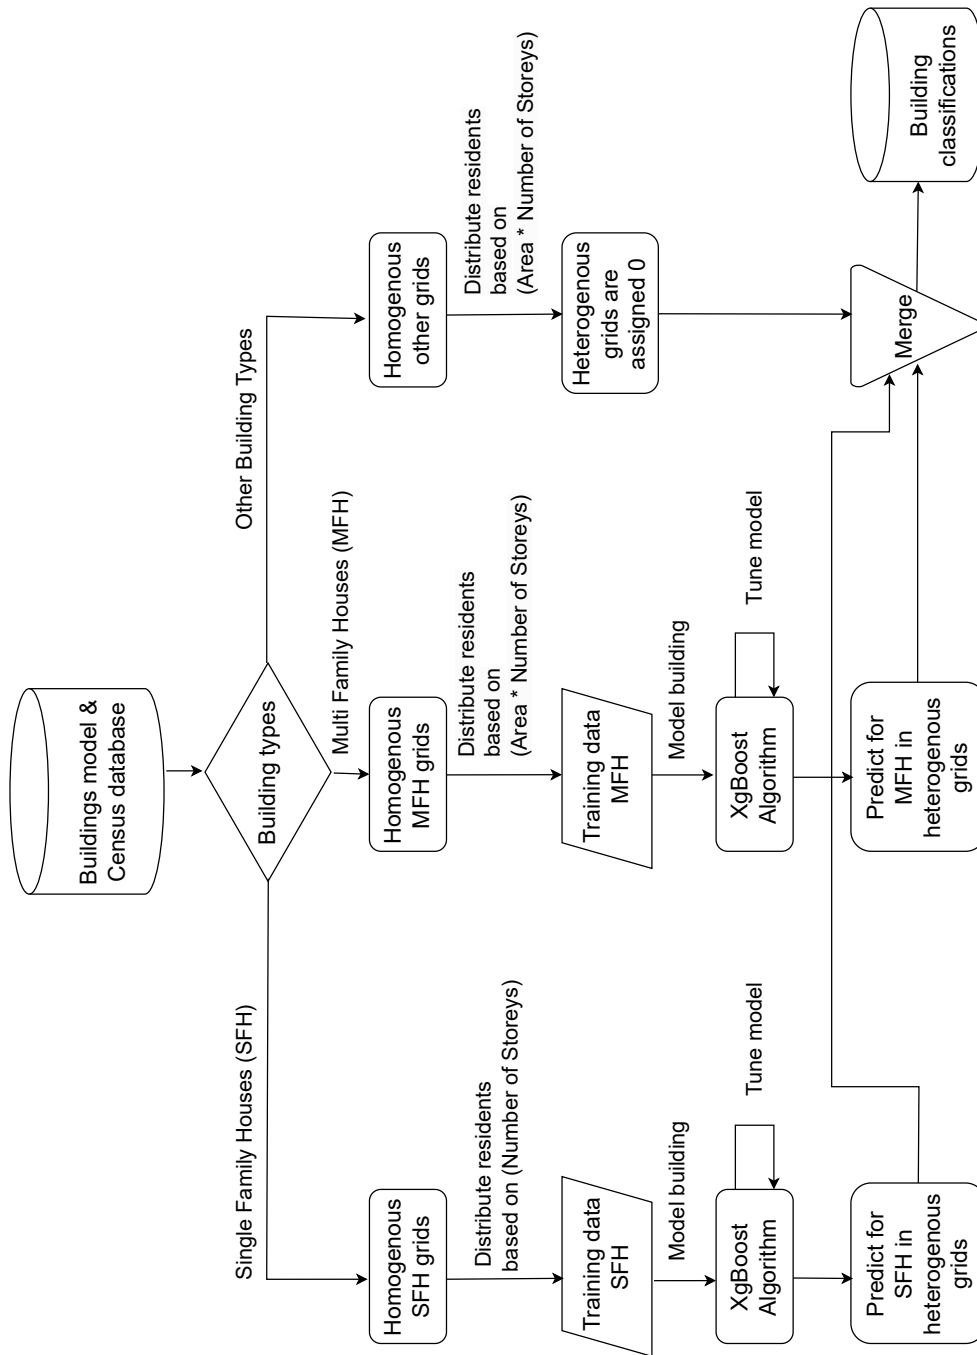 Buildings model &
Census database
Building types
Single Family Houses (SFH)
Multi Family Houses (MFH)
Other Building Types
Homogenous
SFH grids
Homogenous
MFH grids
Homogenous
other grids
Distribute residents
based on (Number of Storeys)
Distribute residents
based on
(Area * Number of Storeys)
Distribute residents
based on
(Area * Number of Storeys)
Training data
SFH
Training data
MFH
Heterogenous
grids are
assigned 0
Model building
Model building
XgBoost
Algorithm
Tune model
XgBoost
Algorithm
Tune model
Predict for
SFH in
heterogenous
grids
Predict for
MFH in
heterogenous
grids
Merge
Building
classifications